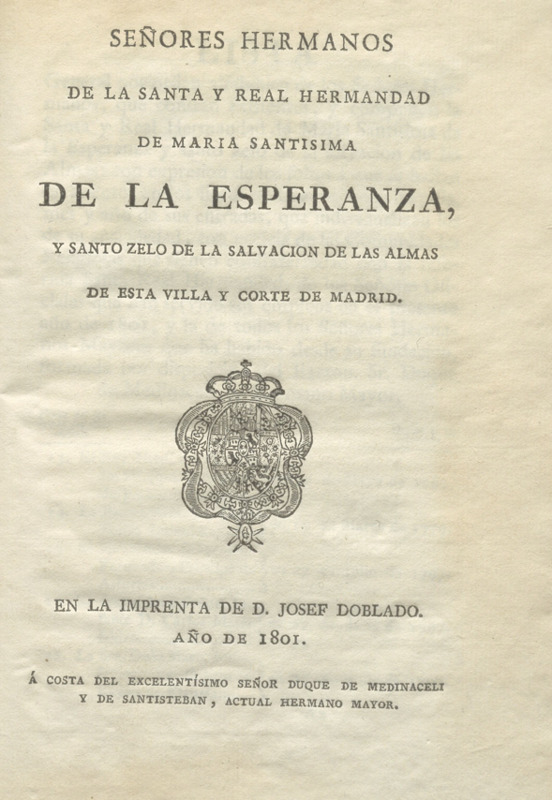 SEÑORES HERMANOS
DE LA SANTA Y REAL HERMANDAD
DE MARIA SANTISIMA
DE LA ESPERANZA,
Y SANTO ZELO DE LA SALVACION DE LAS ALMAS
DE ESTA VILLA Y CORTE DE MADRID.
EN LA IMPRENTA DE D. JOSEF DOBLADO.
AÑO DE 1801.
Á COSTA DEL EXCELENTÍSIMO SEÑOR DUQUE DE MEDINACELI
Y DE SANTISTEBAN, ACTUAL HERMANO MAYOR.